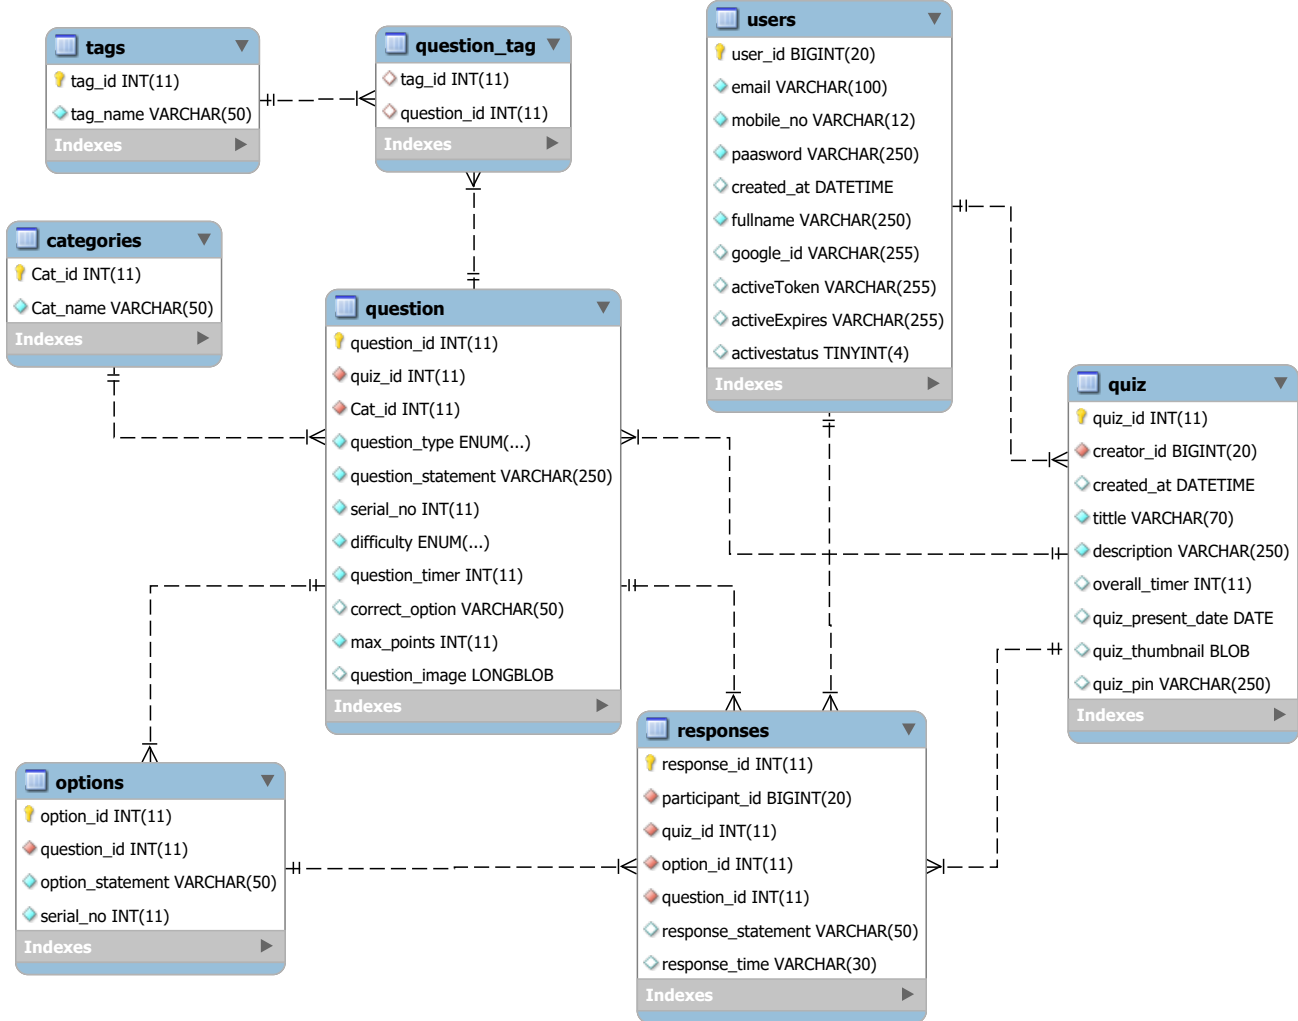 tags
tag_id INT(11)
tag_name VARCHAR(50)
Indexes
question_tag
tag_id INT(11)
question_id INT(11)
Indexes
users
user_id BIGINT(20)
email VARCHAR(100)
mobile_no VARCHAR(12)
paasword VARCHAR(250)
created_at DATETIME
fullname VARCHAR(250)
google_id VARCHAR(255)
activeToken VARCHAR(255)
activeExpires VARCHAR(255)
activestatus TINYINT(4)
Indexes
categories
Cat_id INT(11)
Cat_name VARCHAR(50)
Indexes
question
question_id INT(11)
quiz_id INT(11)
Cat_id INT(11)
question_type ENUM(...)
question_statement VARCHAR(250)
serial_no INT(11)
difficulty ENUM(...)
question_timer INT(11)
correct_option VARCHAR(50)
max_points INT(11)
question_image LONGBLOB
Indexes
quiz
quiz_id INT(11)
creator_id BIGINT(20)
created_at DATETIME
tittle VARCHAR(70)
description VARCHAR(250)
overall_timer INT(11)
quiz_present_date DATE
quiz_thumbnail BLOB
quiz_pin VARCHAR(250)
Indexes
options
option_id INT(11)
question_id INT(11)
option_statement VARCHAR(50)
serial_no INT(11)
Indexes
responses
response_id INT(11)
participant_id BIGINT(20)
quiz_id INT(11)
option_id INT(11)
question_id INT(11)
response_statement VARCHAR(50)
response_time VARCHAR(30)
Indexes